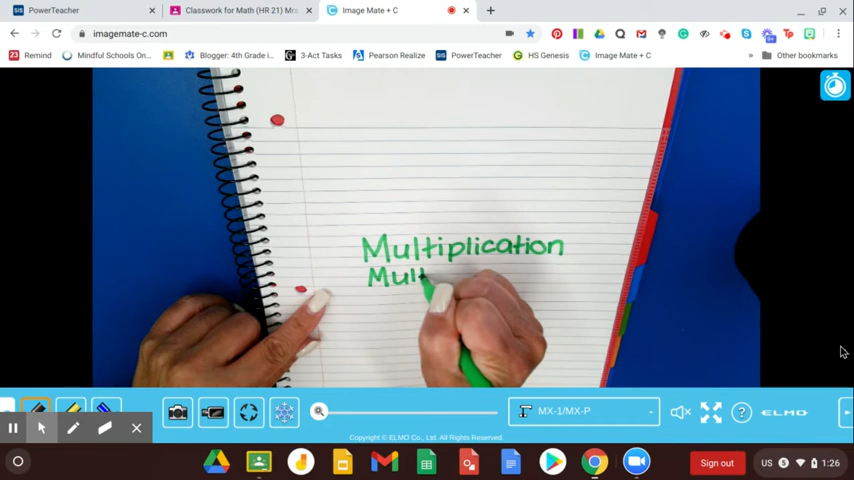 PowerTeacher
Classwork for Math (HR 21) Mrs.
Image Mate + C
imagemate-c.com
Remind
Mindful Schools On...
Blogger: 4th Grade i...
3-Act Tasks
Pearson Realize
PowerTeacher
HS Genesis
Image Mate + C
Other bookmarks
Multiplication
Mult
MX-1/MX-P
ELMO
Copyright © ELMO Co., Ltd. All Rights Reserved.
Sign out
US
1:26